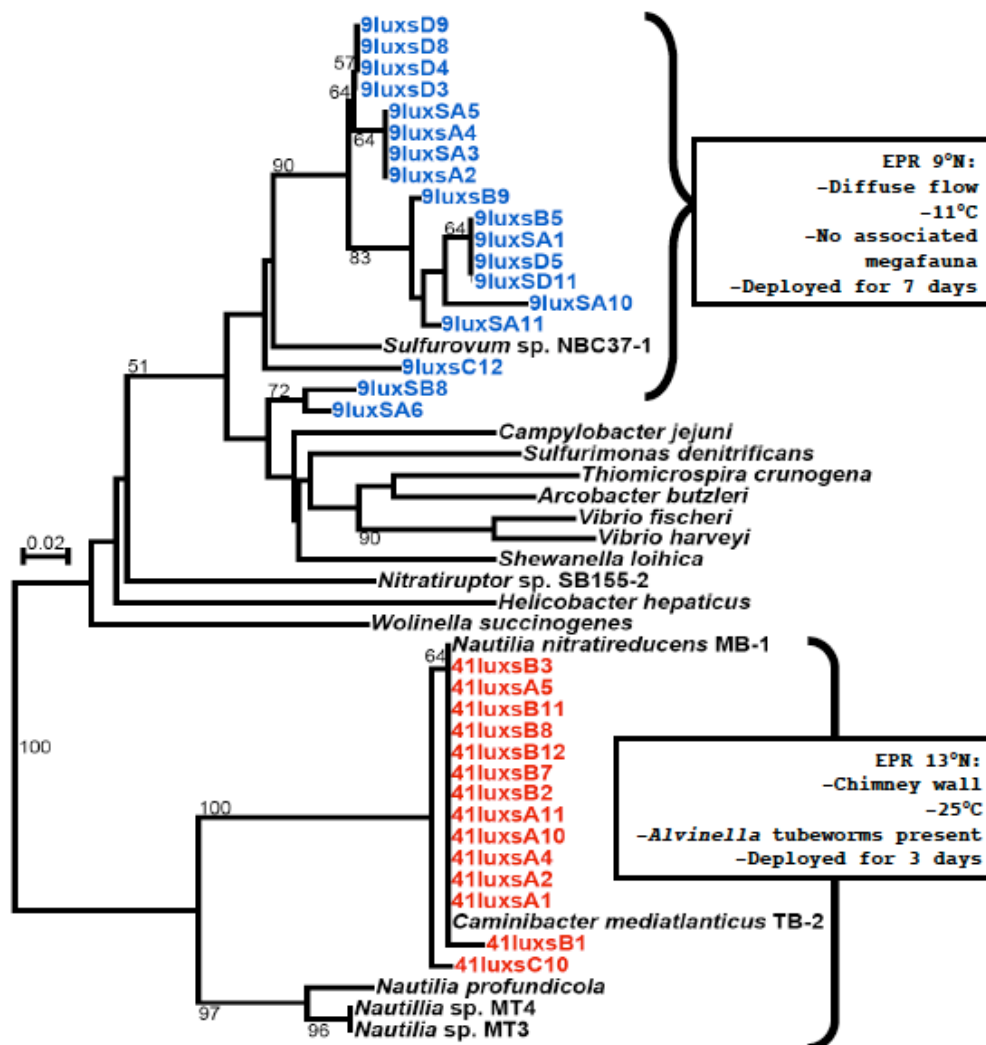 9luxsD9
9luxsD8
57
9luxsD4
64
9luxsD3
9luxSA5
9luxsA4
64
9luxSA3
90
9luxsA2
9luxsB9
9luxsB5
64
9luxSA1
83
9luxsD5
9luxSD11
9luxSA10
9luxSA11
Sulfurovum sp. NBC37-1
51
9luxsC12
72
9luxSB8
9luxSA6
Campylobacter jejuni
Sulfurimonas denitrificans
Thiomicrospira crunogena
Arcobacter butzleri
Vibrio fischeri
90
Vibrio harveyi
0.02
Shewanella loihica
Nitratiruptor sp. SB155-2
Helicobacter hepaticus
Wolinella succinogenes
Nautilia nitratireducens MB-1
64
41luxsB3
41luxsA5
41luxsB11
41luxsB8
100
41luxsB12
41luxsB7
41luxsB2
100
41luxsA11
41luxsA10
41luxsA4
41luxsA2
41luxsA1
Caminibacter mediatlanticus TB-2
41luxsB1
41luxsC10
Nautilia profundicola
97
Nautillia sp. MT4
96
Nautilia sp. MT3
EPR 9°N:
-Diffuse flow
-11°C
-No associated
megafauna
-Deployed for 7 days
EPR 13°N:
-Chimney wall
-25°C
-Alvinella tubeworms present
-Deployed for 3 days